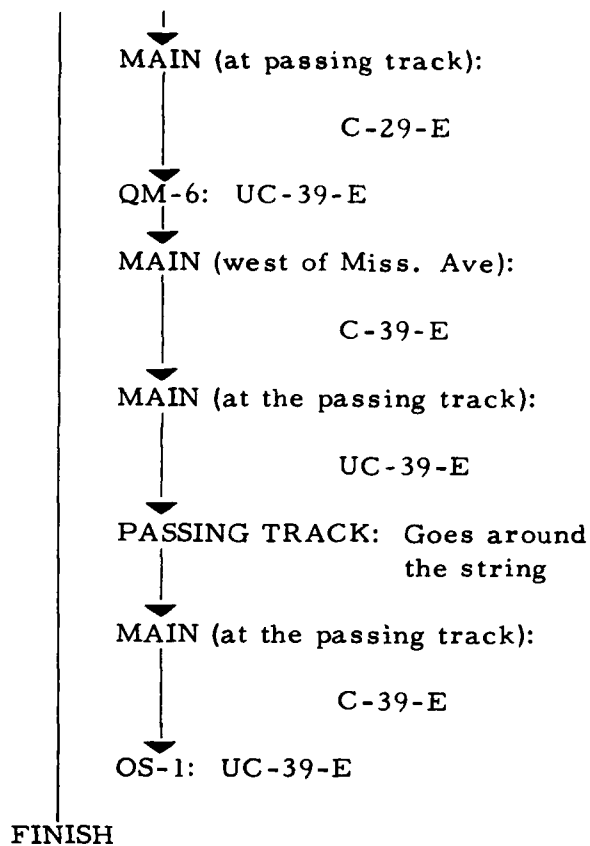 MAIN (at passing track):
C-29-E
QM-6: UC-39-E
MAIN (west of Miss. Ave):
C-39-E
MAIN (at the passing track):
UC-39-E
PASSING TRACK: Goes around
the string
MAIN (at the passing track):
C-39-E
OS-1: UC-39-E
FINISH